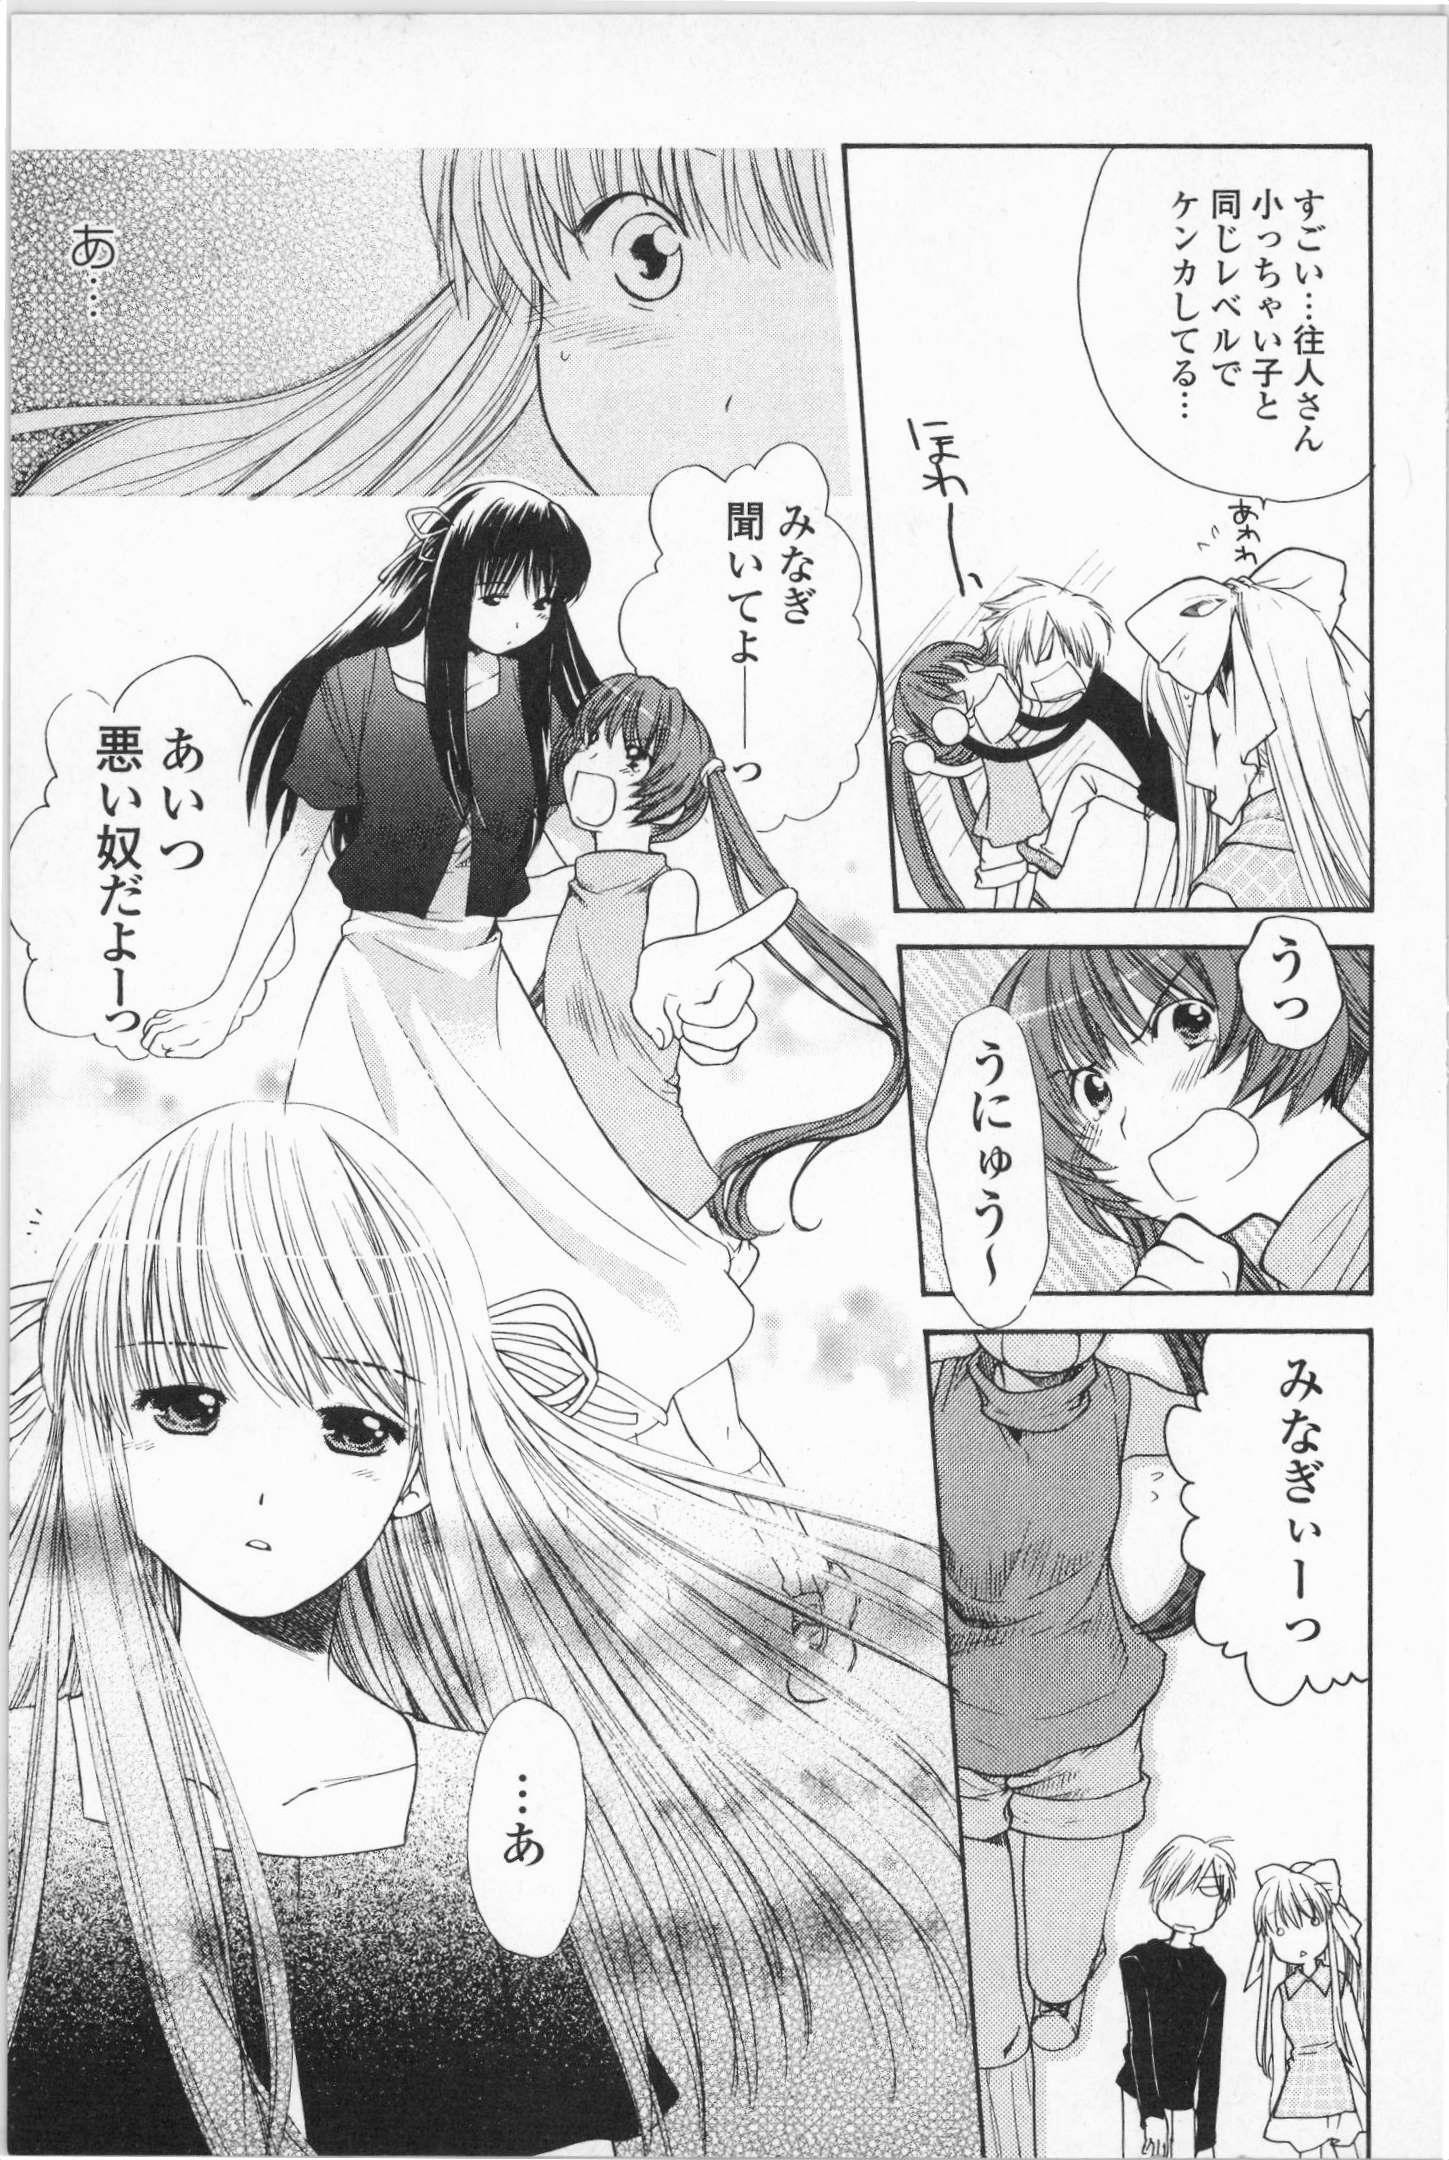 すごい…往人さん
小っちゃい子と
同じレベルで
ケンカしてる…
あわわ
ほわーい
うっ
うにゅう～
みなぎぃーっ
あ…
みなぎ
聞いてよ――っ
あいつ
悪い奴だよーっ
…あ